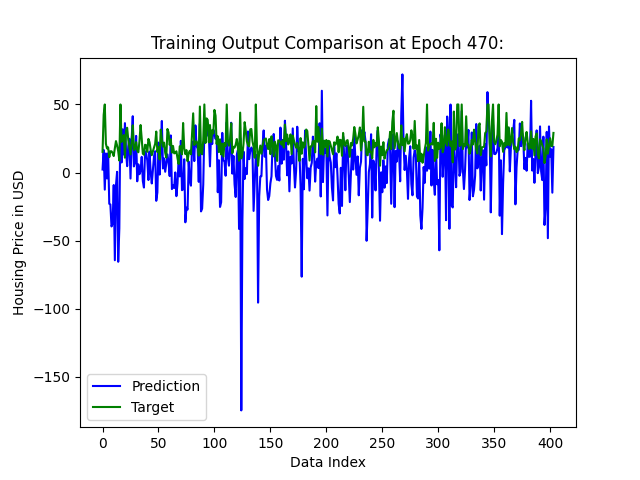 Training Output Comparison at Epoch 470:
Housing Price in USD
50
0
−50
−100
−150
Prediction
Target
0 50 100 150 200 250 300 350 400
Data Index